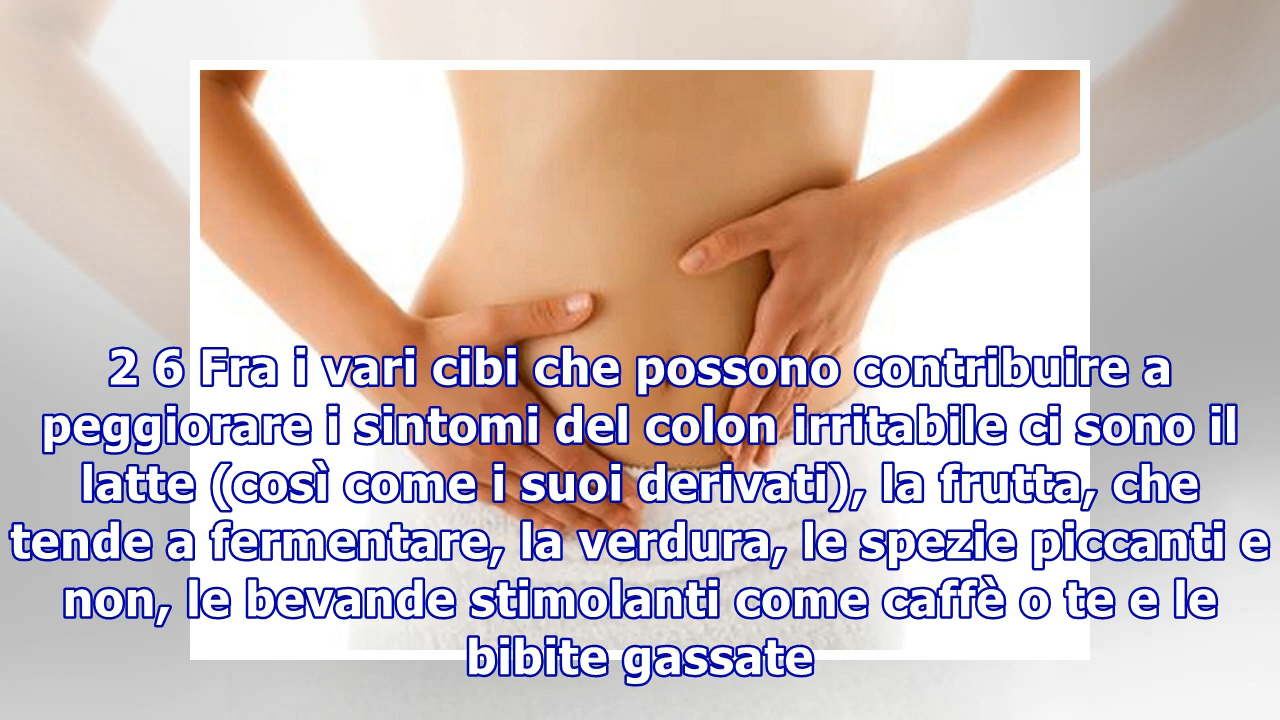 2 6 Fra i vari cibi che possono contribuire a
peggiorare i sintomi del colon irritabile ci sono il
latte (così come i suoi derivati), la frutta, che
tende a fermentare, la verdura, le spezie piccanti e
non, le bevande stimolanti come caffè o te e le
bibite gassate